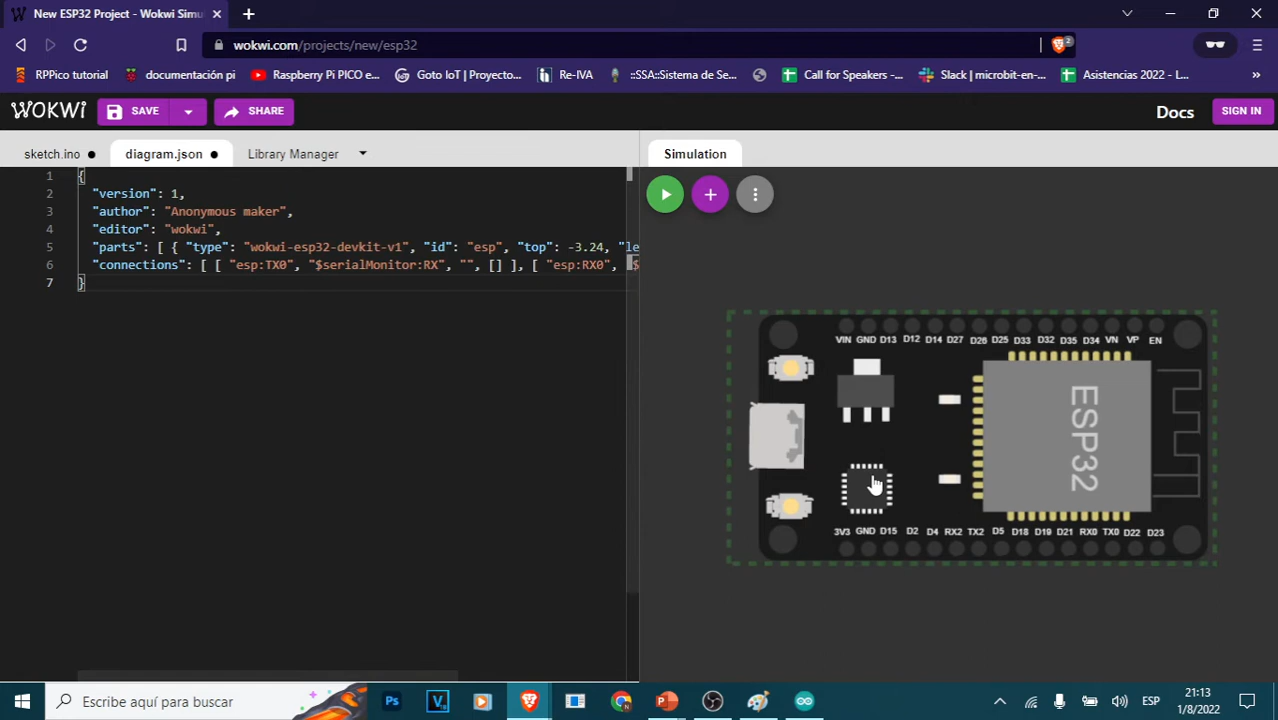 New ESP32 Project - Wokwi Simu
wokwi.com/projects/new/esp32
2
RPPico tutorial
documentación pi
Raspberry Pi PICO e...
Goto IoT | Proyecto...
Re-IVA
::SSA::Sistema de Se...
Call for Speakers -...
Slack | microbit-en-...
Asistencias 2022 - L...
WOKWI
SAVE
SHARE
Docs
SIGN IN
sketch.ino
diagram.json
Library Manager
Simulation
1 {
2 "version": 1,
3 "author": "Anonymous maker",
4 "editor": "wokwi",
5 "parts": [ { "type": "wokwi-esp32-devkit-v1", "id": "esp", "top": -3.24, "le
6 "connections": [ [ "esp:TX0", "$serialMonitor:RX", "", [] ], [ "esp:RX0", "$
7 }
VIN GND D13 D12 D14 D27 D26 D25 D33 D32 D35 D34 VN VP EN
ESP32
3V3 GND D15 D2 D4 RX2 TX2 D5 D18 D19 D21 RX0 TX0 D22 D23
Escribe aquí para buscar
Ps
ESP
21:13
1/8/2022